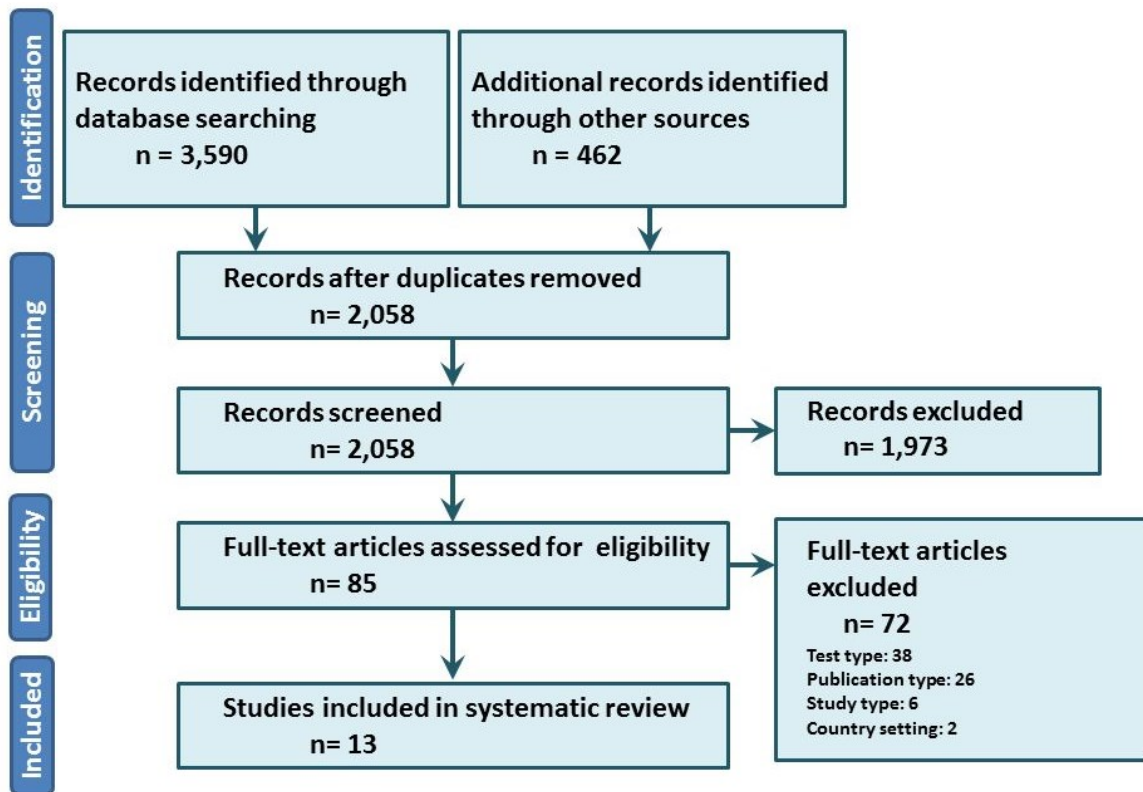 Identification
Records identified through
database searching
n = 3,590
Additional records identified
through other sources
n = 462
Screening
Records after duplicates removed
n= 2,058
Records screened
n= 2,058
Records excluded
n= 1,973
Eligibility
Full-text articles assessed for eligibility
n= 85
Full-text articles
excluded
n= 72
Test type: 38
Publication type: 26
Study type: 6
Country setting: 2
Included
Studies included in systematic review
n= 13